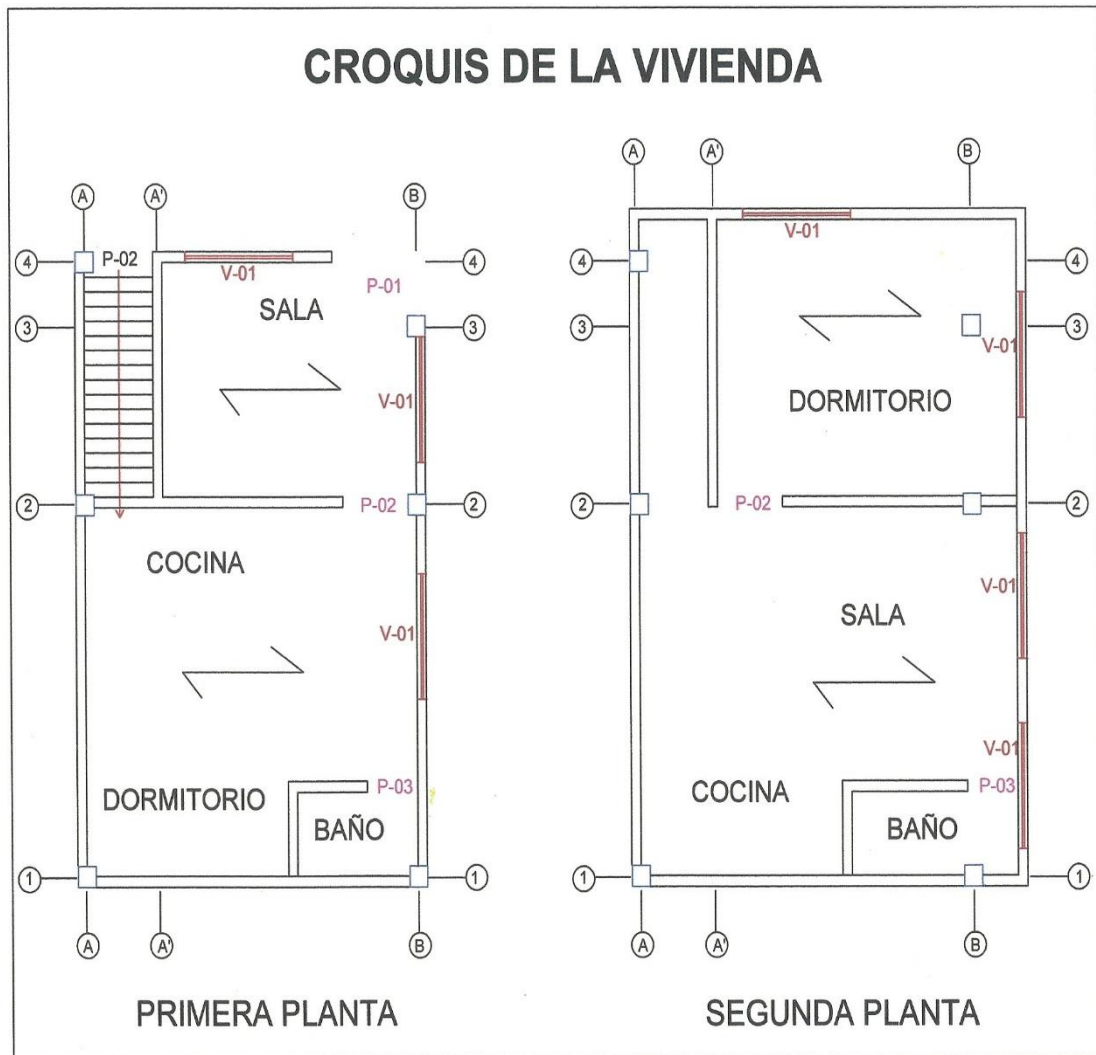 CROQUIS DE LA VIVIENDA
A
A'
B
4
P-02
V-01
P-01
4
SALA
3
3
V-01
2
P-02
2
COCINA
V-01
DORMITORIO
P-03
BAÑO
1
1
A
A'
B
PRIMERA PLANTA
A
A'
B
V-01
4
4
3
V-01
3
DORMITORIO
2
P-02
2
V-01
SALA
V-01
COCINA
P-03
BAÑO
1
1
A
A'
B
SEGUNDA PLANTA